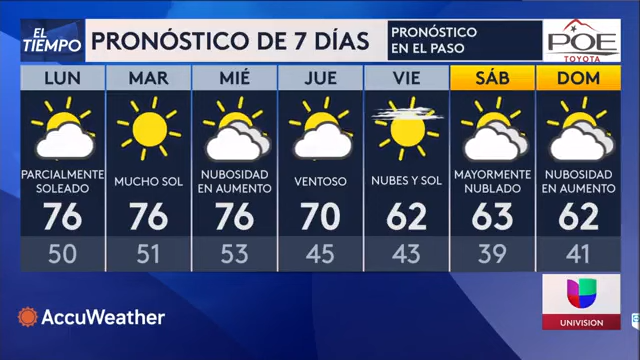 EL
TIEMPO
PRONÓSTICO DE 7 DÍAS
PRONÓSTICO
EN EL PASO
POE
TOYOTA
LUN MAR MIÉ JUE VIE SÁB DOM
PARCIALMENTE
SOLEADO
MUCHO SOL
NUBOSIDAD
EN AUMENTO
VENTOSO
NUBES Y SOL
MAYORMENTE
NUBLADO
NUBOSIDAD
EN AUMENTO
76 76 76 70 62 63 62
50 51 53 45 43 39 41
AccuWeather
UNIVISION